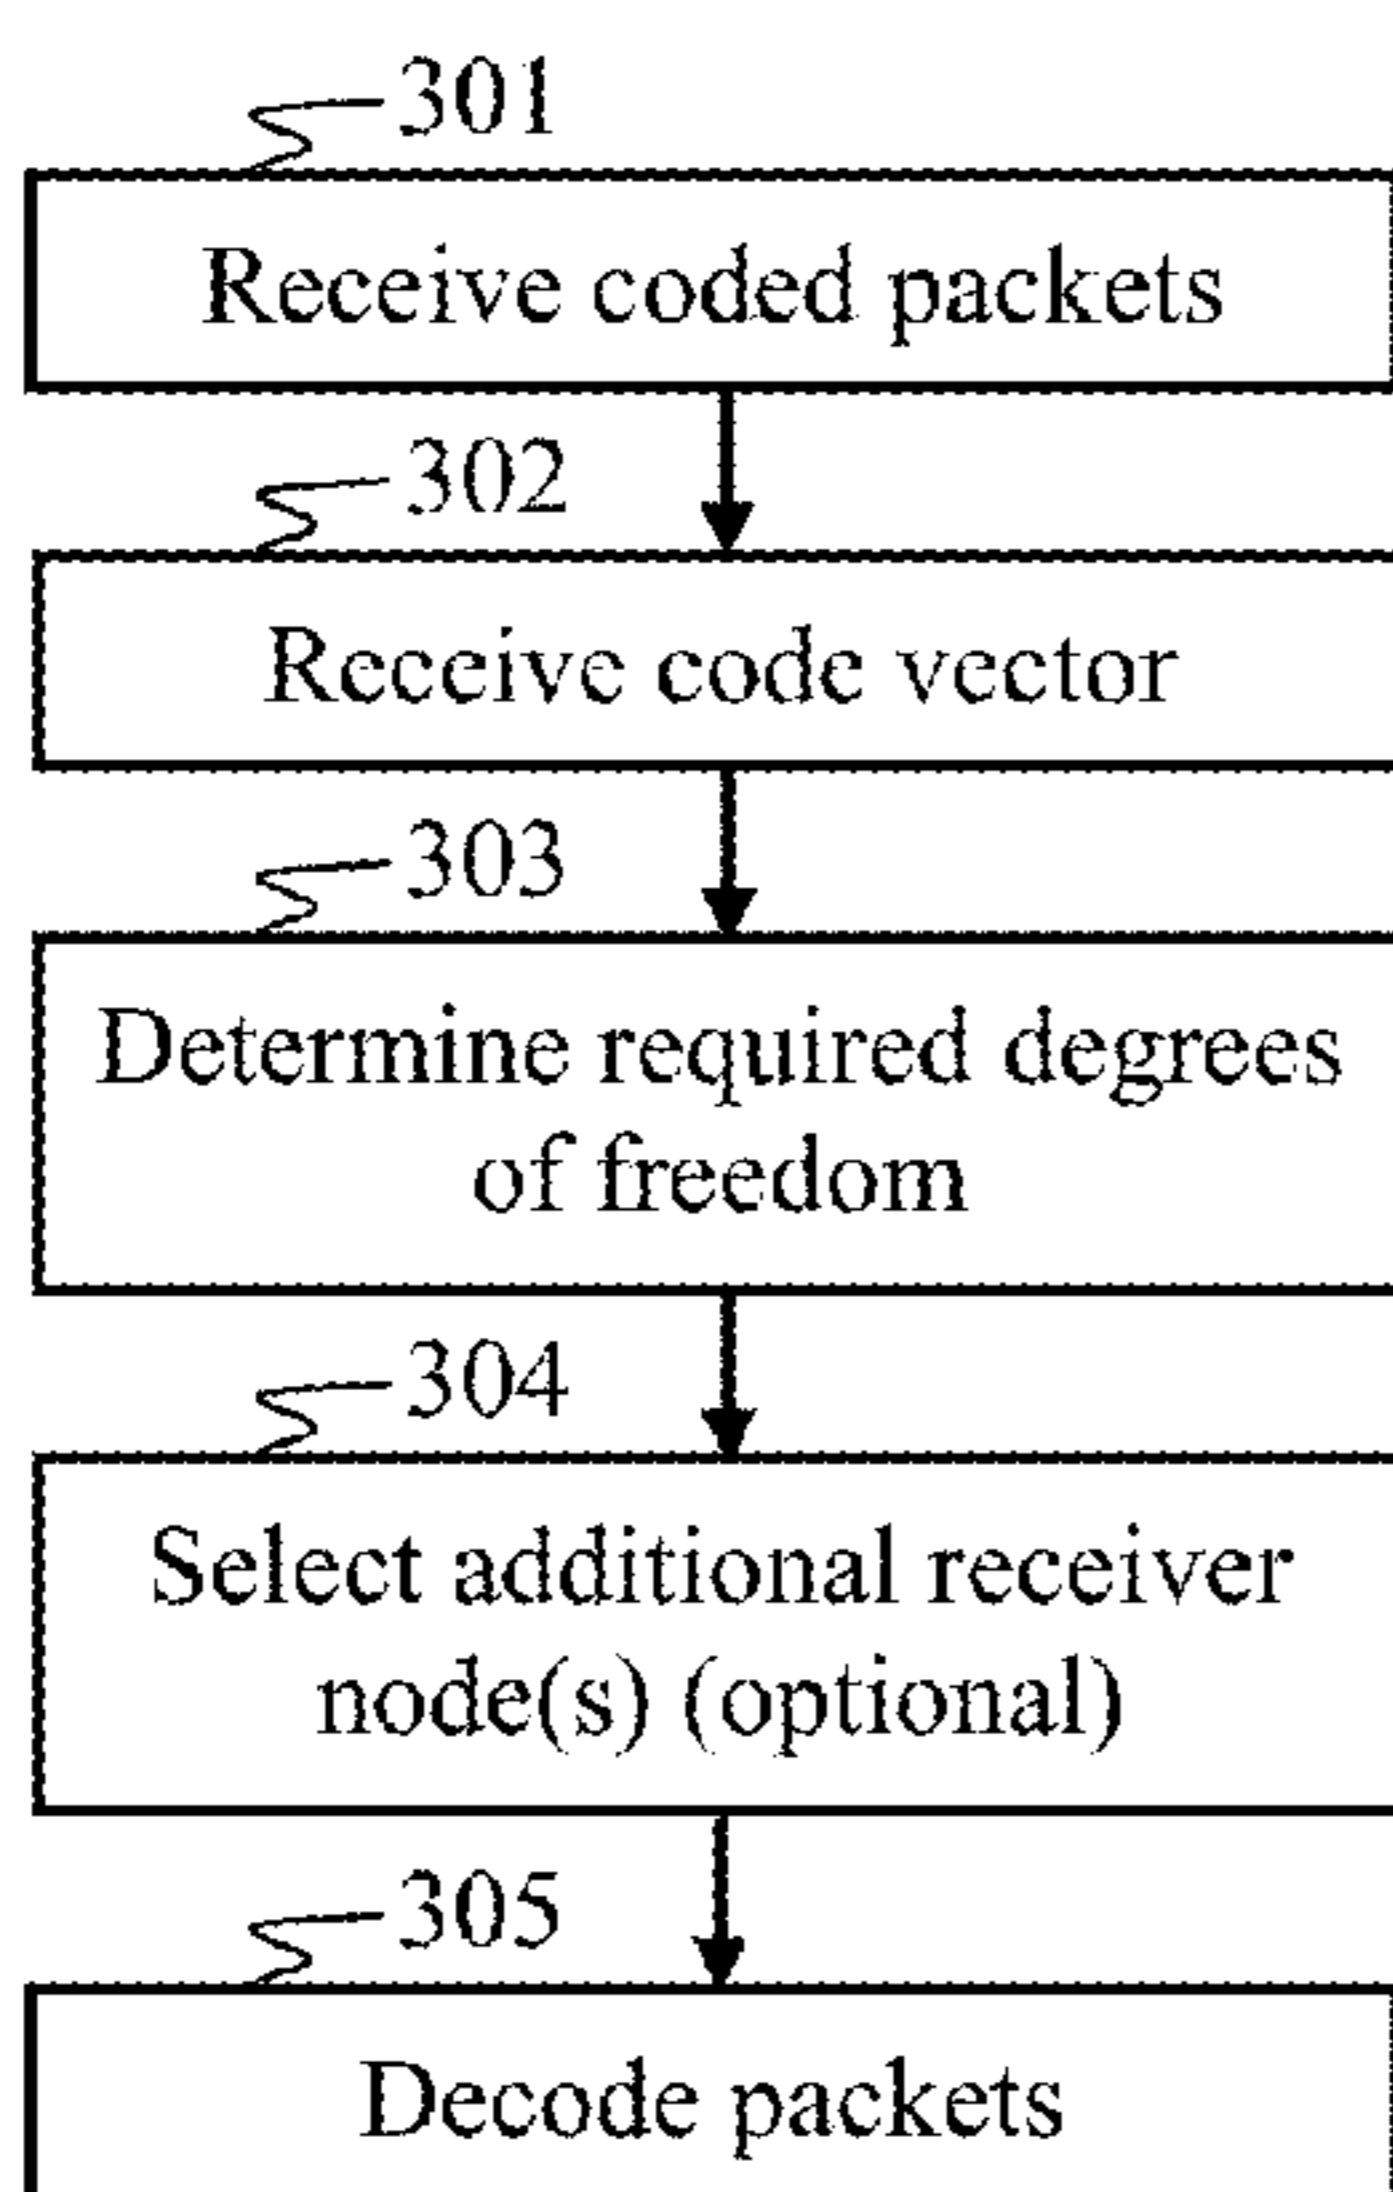 301
Receive coded packets
302
Receive code vector
303
Determine required degrees
of freedom
304
Select additional receiver
node(s) (optional)
305
Decode packets